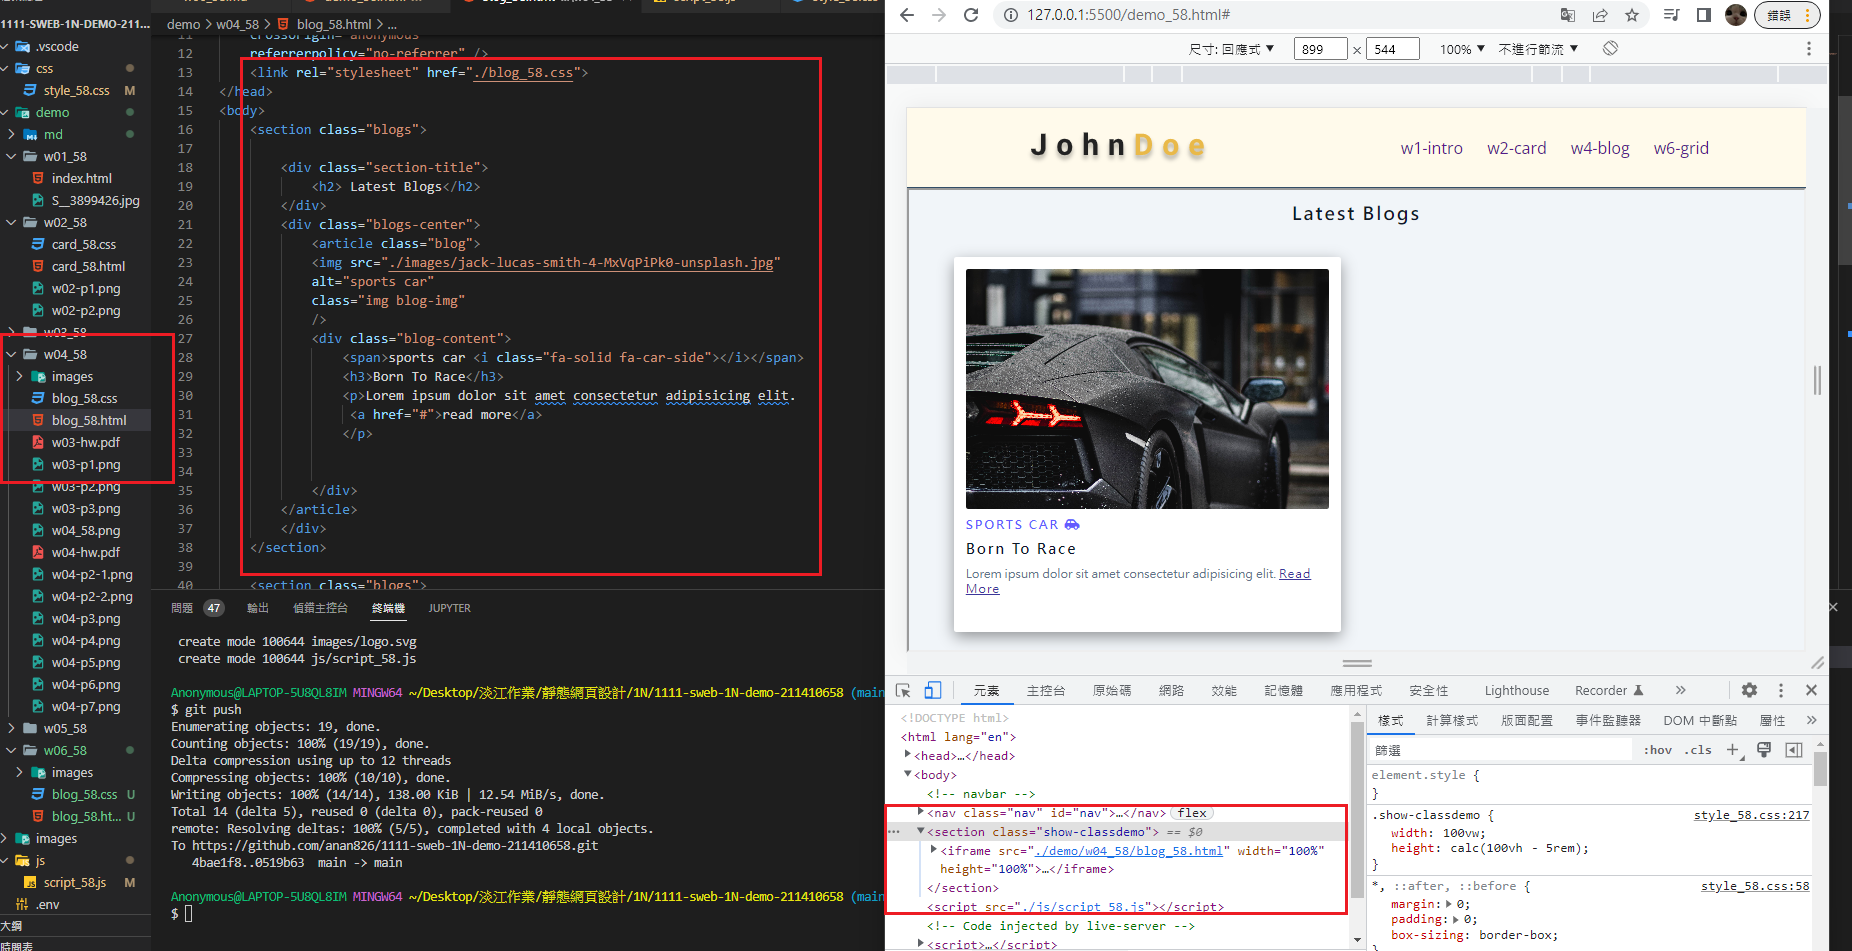 1111-SWEB-1N-DEMO-211...
.vscode
css
style_58.css M
demo
md
w01_58
index.html
S__3899426.jpg
w02_58
card_58.css
card_58.html
w02-p1.png
w02-p2.png
w03_58
w04_58
images
blog_58.css
blog_58.html
w03-hw.pdf
w03-p1.png
w03-p2.png
w03-p3.png
w04_58.png
w04-hw.pdf
w04-p2-1.png
w04-p2-2.png
w04-p3.png
w04-p4.png
w04-p5.png
w04-p6.png
w04-p7.png
w05_58
w06_58
images
blog_58.css U
blog_58.ht... U
images
js
script_58.js M
.env
大綱
時間表
demo > w04_58 > blog_58.html > ...
11 crossorigin="anonymous"
12 referrerpolicy="no-referrer" />
13 <link rel="stylesheet" href="./blog_58.css">
14 </head>
15 <body>
16 <section class="blogs">
17
18 <div class="section-title">
19 <h2> Latest Blogs</h2>
20 </div>
21 <div class="blogs-center">
22 <article class="blog">
23 <img src="./images/jack-lucas-smith-4-MxVqPiPk0-unsplash.jpg"
24 alt="sports car"
25 class="img blog-img"
26 />
27 <div class="blog-content">
28 <span>sports car <i class="fa-solid fa-car-side"></i></span>
29 <h3>Born To Race</h3>
30 <p>Lorem ipsum dolor sit amet consectetur adipisicing elit.
31 <a href="#">read more</a>
32 </p>
33
34
35 </div>
36 </article>
37 </div>
38 </section>
39
40 <section class="blogs">
問題 47 輸出 偵錯主控台 終端機 JUPYTER
create mode 100644 images/logo.svg
create mode 100644 js/script_58.js
Anonymous@LAPTOP-5U8QL8IM MINGW64 ~/Desktop/淡江作業/靜態網頁設計/1N/1111-sweb-1N-demo-211410658 (main
$ git push
Enumerating objects: 19, done.
Counting objects: 100% (19/19), done.
Delta compression using up to 12 threads
Compressing objects: 100% (10/10), done.
Writing objects: 100% (14/14), 138.00 KiB | 12.54 MiB/s, done.
Total 14 (delta 5), reused 0 (delta 0), pack-reused 0
remote: Resolving deltas: 100% (5/5), completed with 4 local objects.
To https://github.com/anan826/1111-sweb-1N-demo-211410658.git
4bae1f8..0519b63  main -> main
Anonymous@LAPTOP-5U8QL8IM MINGW64 ~/Desktop/淡江作業/靜態網頁設計/1N/1111-sweb-1N-demo-211410658 (main
$
127.0.0.1:5500/demo_58.html# 錯誤
尺寸: 回應式 ▼ 899 × 544 100% ▼ 不進行節流 ▼
JohnDoe w1-intro w2-card w4-blog w6-grid
Latest Blogs
SPORTS CAR
Born To Race
Lorem ipsum dolor sit amet consectetur adipisicing elit. Read
More
元素 主控台 原始碼 網路 效能 記憶體 應用程式 安全性 Lighthouse Recorder »
<!DOCTYPE html>
<html lang="en">
<head>…</head>
<body>
<!-- navbar -->
<nav class="nav" id="nav">…</nav> flex
<section class="show-classdemo"> == $0
<iframe src="./demo/w04_58/blog_58.html" width="100%"
height="100%">…</iframe>
</section>
<script src="./js/script_58.js"></script>
<!-- Code injected by live-server -->
<script>…</script>
樣式 計算樣式 版面配置 事件監聽器 DOM 中斷點 屬性 »
篩選 :hov .cls +
element.style {
}
.show-classdemo { style_58.css:217
width: 100vw;
height: calc(100vh - 5rem);
}
*, ::after, ::before { style_58.css:58
margin: 0;
padding: 0;
box-sizing: border-box;